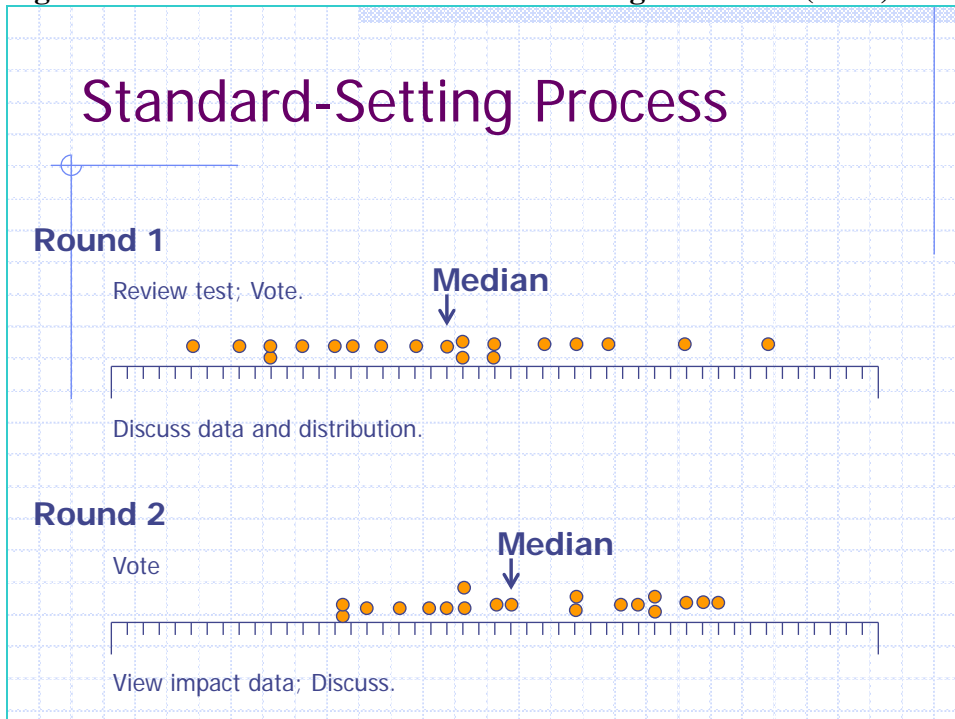 Standard-Setting Process
Round 1
Review test; Vote.
Median
Discuss data and distribution.
Round 2
Vote
Median
View impact data; Discuss.